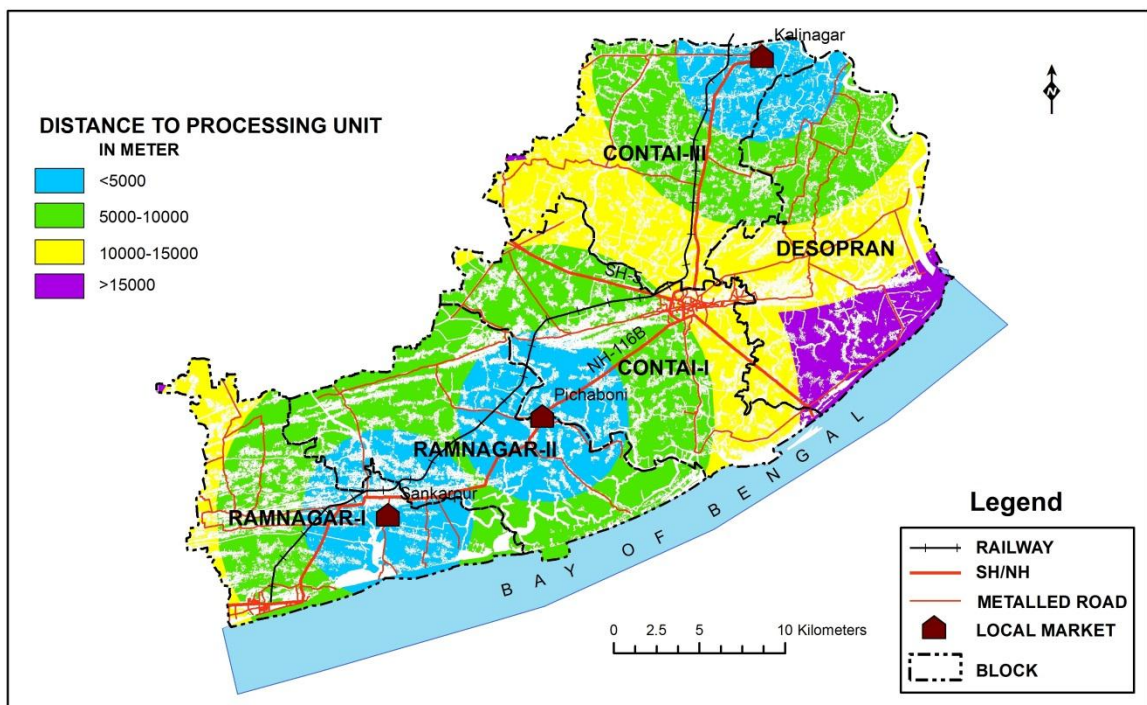 Kalinagar
N
DISTANCE TO PROCESSING UNIT
IN METER
<5000
5000-10000
10000-15000
>15000
CONTAI-III
DESOPRAN
SH-5
NH-116B
CONTAI-I
Pichaboni
RAMNAGAR-II
Sankarpur
RAMNAGAR-I
BAY OF BENGAL
0 2.5 5 10 Kilometers
Legend
RAILWAY
SH/NH
METALLED ROAD
LOCAL MARKET
BLOCK